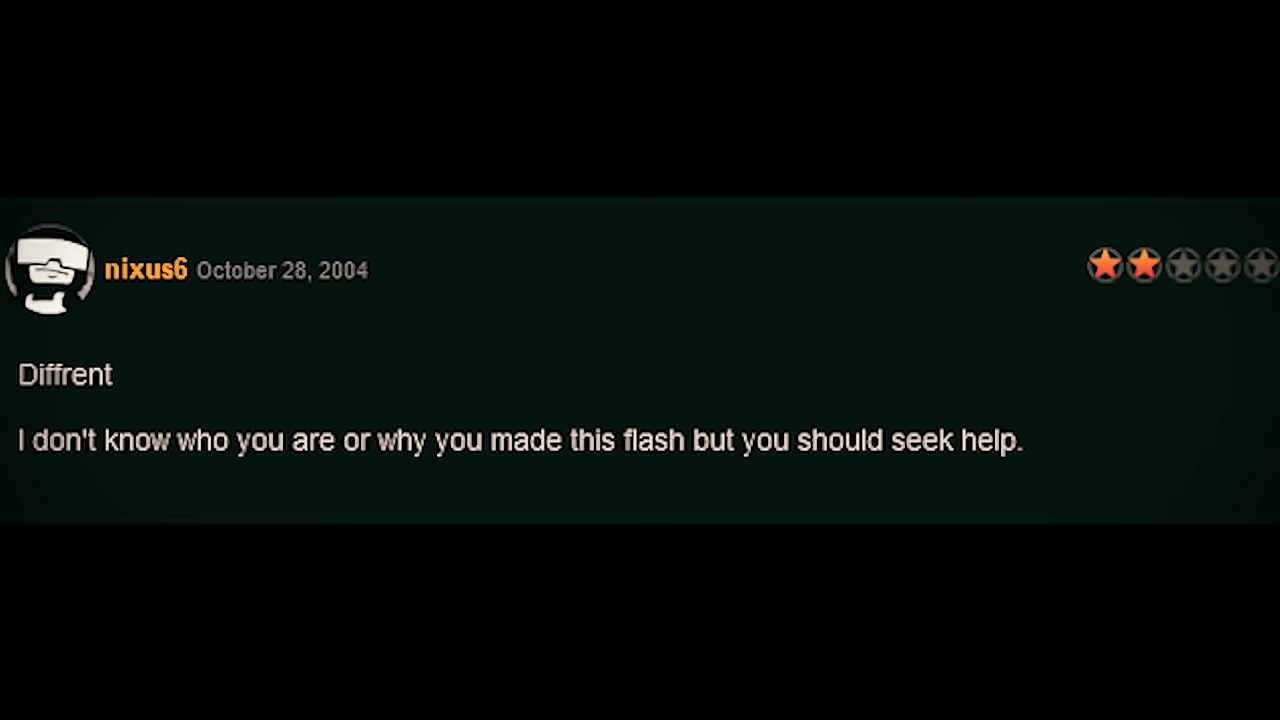 nixus6 October 28, 2004
Diffrent
I don't know who you are or why you made this flash but you should seek help.